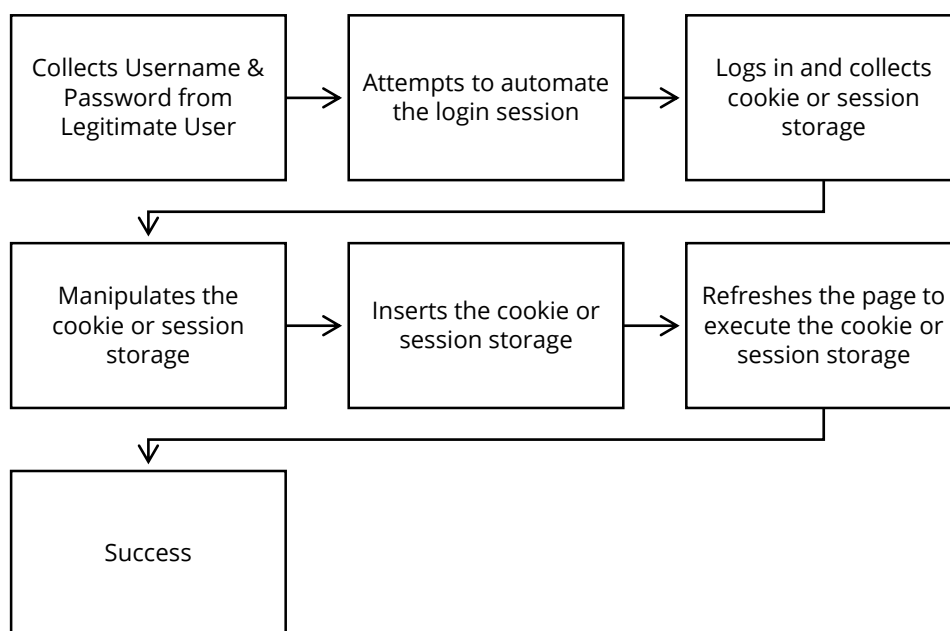 Collects Username &
Password from
Legitimate User
Attempts to automate
the login session
Logs in and collects
cookie or session
storage
Manipulates the
cookie or session
storage
Inserts the cookie or
session storage
Refreshes the page to
execute the cookie or
session storage
Success